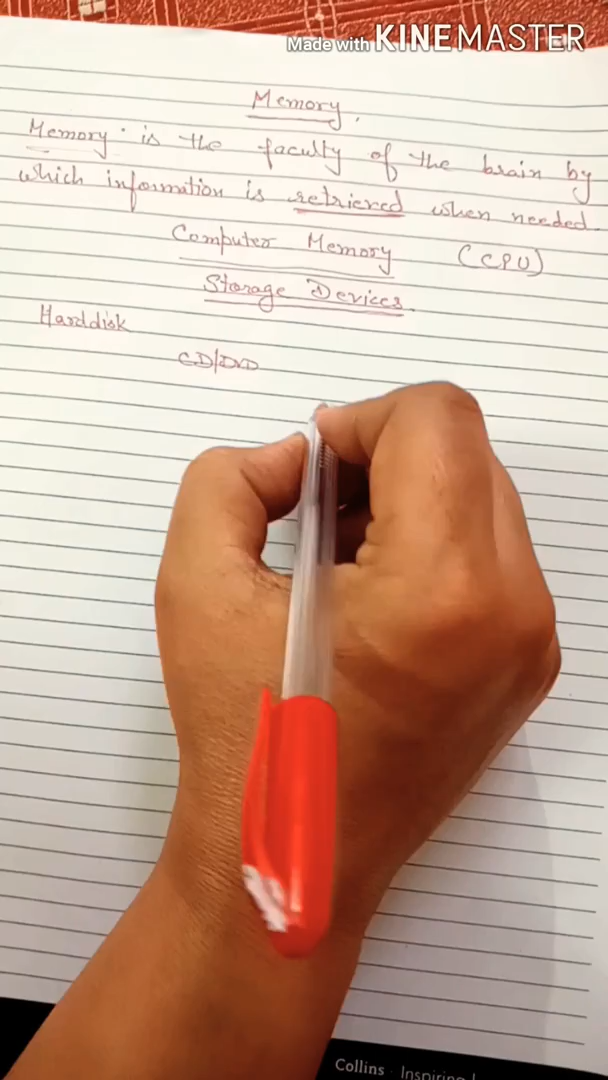 Made with KINEMASTER
Memory.
Memory is the faculty of the brain by
which information is retrieved when needed.
Computer Memory (CPU)
Storage Devices.
Harddisk
CD/DVD
Collins Inspiring